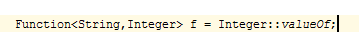 Function<String,Integer> f = Integer::valueOf;